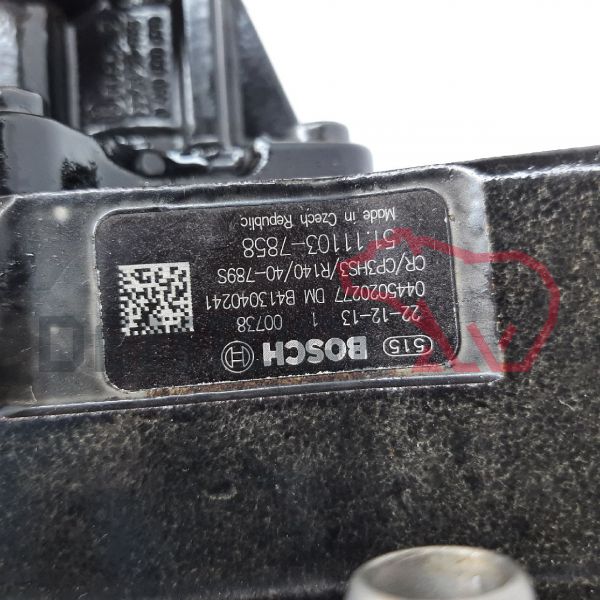 515 BOSCH
22-12-13 1 00738
0445020277 DM B413040241
CR/CP3HS3/R140/40-789S
51.11103-7858
Made in Czech Republic